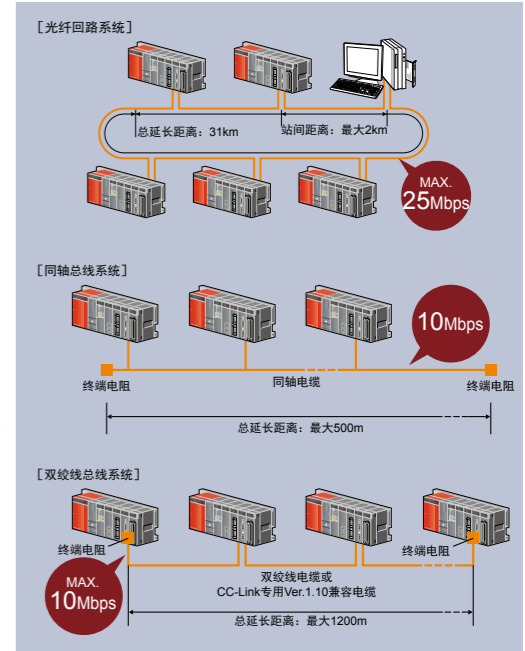 ［光纤回路系统］
总延长距离：31km
站间距离：最大2km
MAX.
25Mbps
［同轴总线系统］
10Mbps
终端电阻
同轴电缆
终端电阻
总延长距离：最大500m
［双绞线总线系统］
终端电阻
终端电阻
MAX.
10Mbps
双绞线电缆或
CC-Link专用Ver.1.10兼容电缆
总延长距离：最大1200m